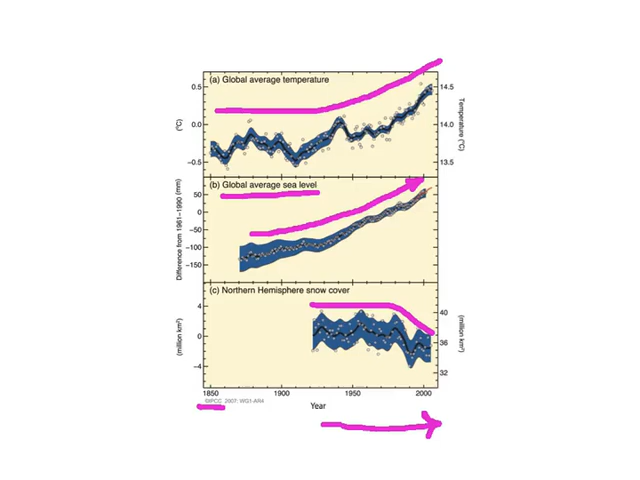 (a) Global average temperature
0.5
0.0
−0.5
(°C)
14.5
14.0
13.5
Temperature (°C)
(b) Global average sea level
50
0
−50
−100
−150
(mm)
Difference from 1961–1990
(c) Northern Hemisphere snow cover
4
0
−4
(million km²)
40
36
32
(million km²)
1850
1900
1950
2000
©IPCC 2007: WG1-AR4
Year